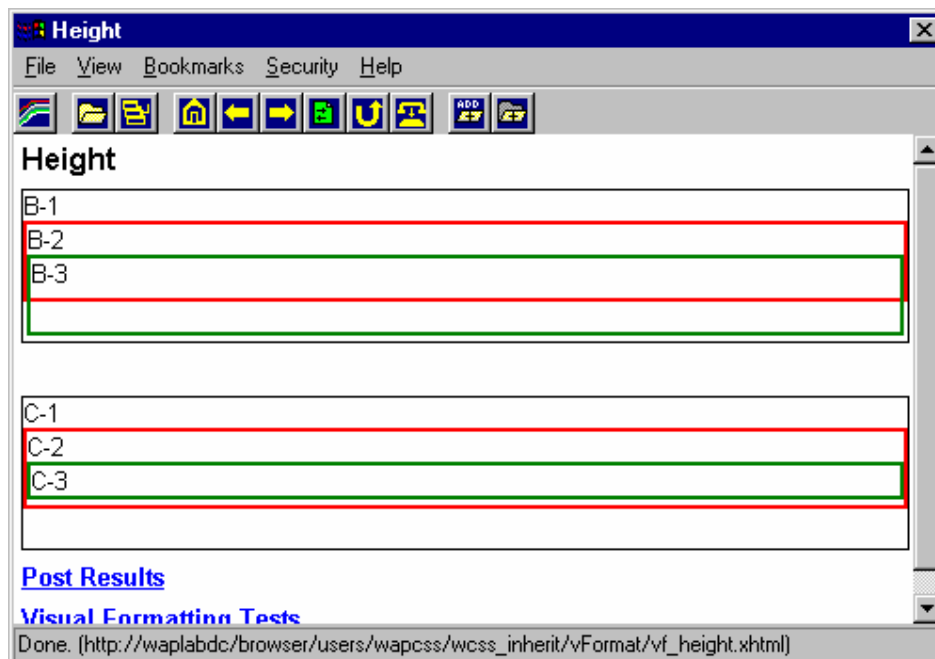 Height
File View Bookmarks Security Help
ADD
Height
B-1
B-2
B-3
C-1
C-2
C-3
Post Results
Visual Formatting Tests
Done. (http://waplabdc/browser/users/wapcss/wcss_inherit/vFormat/vf_height.xhtml)